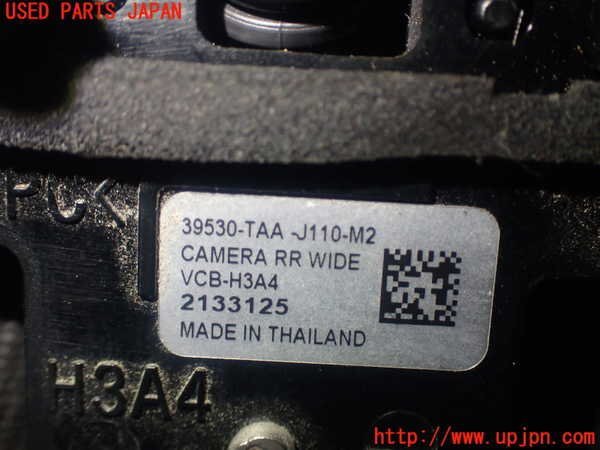 USED PARTS JAPAN
PC<
39530-TAA -J110-M2
CAMERA RR WIDE
VCB-H3A4
2133125
MADE IN THAILAND
H3A4
http://www.upjpn.com